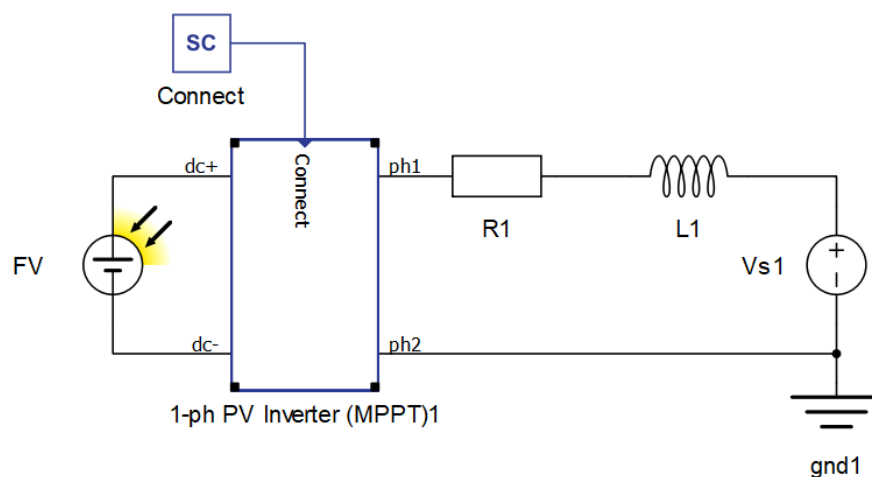 SC
Connect
dc+
Connect
ph1
R1
L1
FV
Vs1
dc-
ph2
1-ph PV Inverter (MPPT)1
gnd1